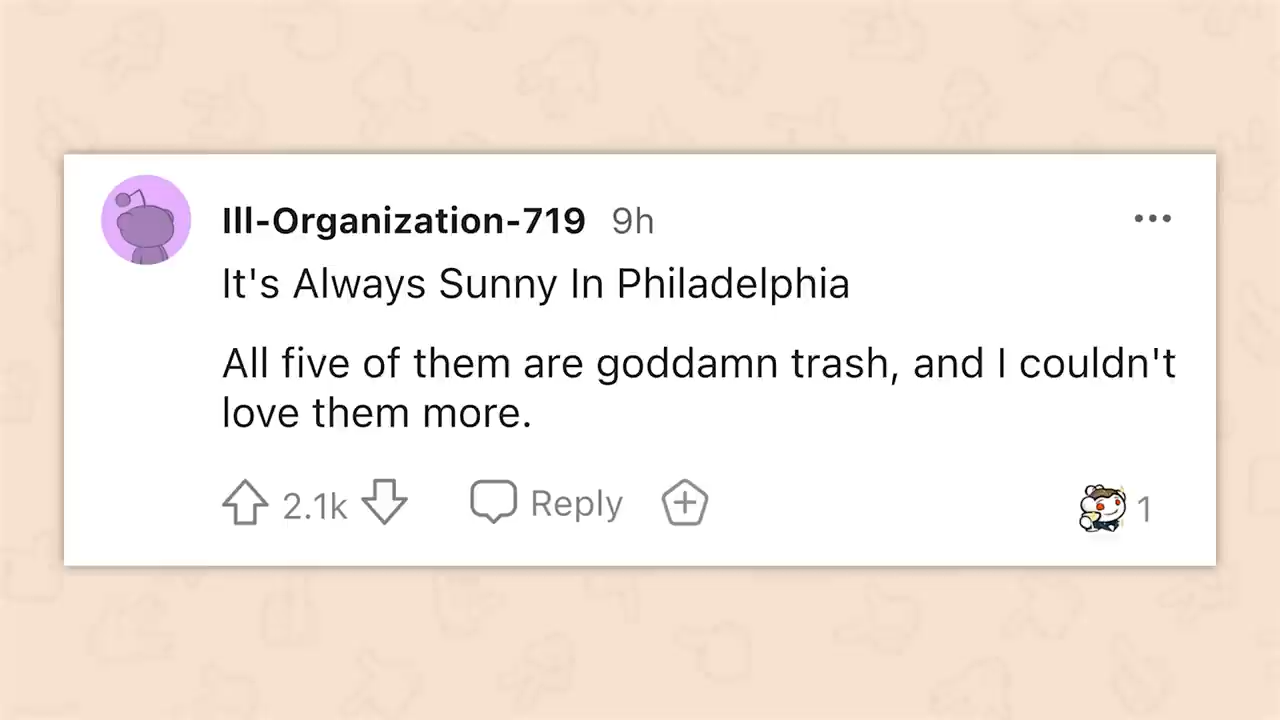 Ill-Organization-719 9h
It's Always Sunny In Philadelphia
All five of them are goddamn trash, and I couldn't
love them more.
2.1k Reply 1